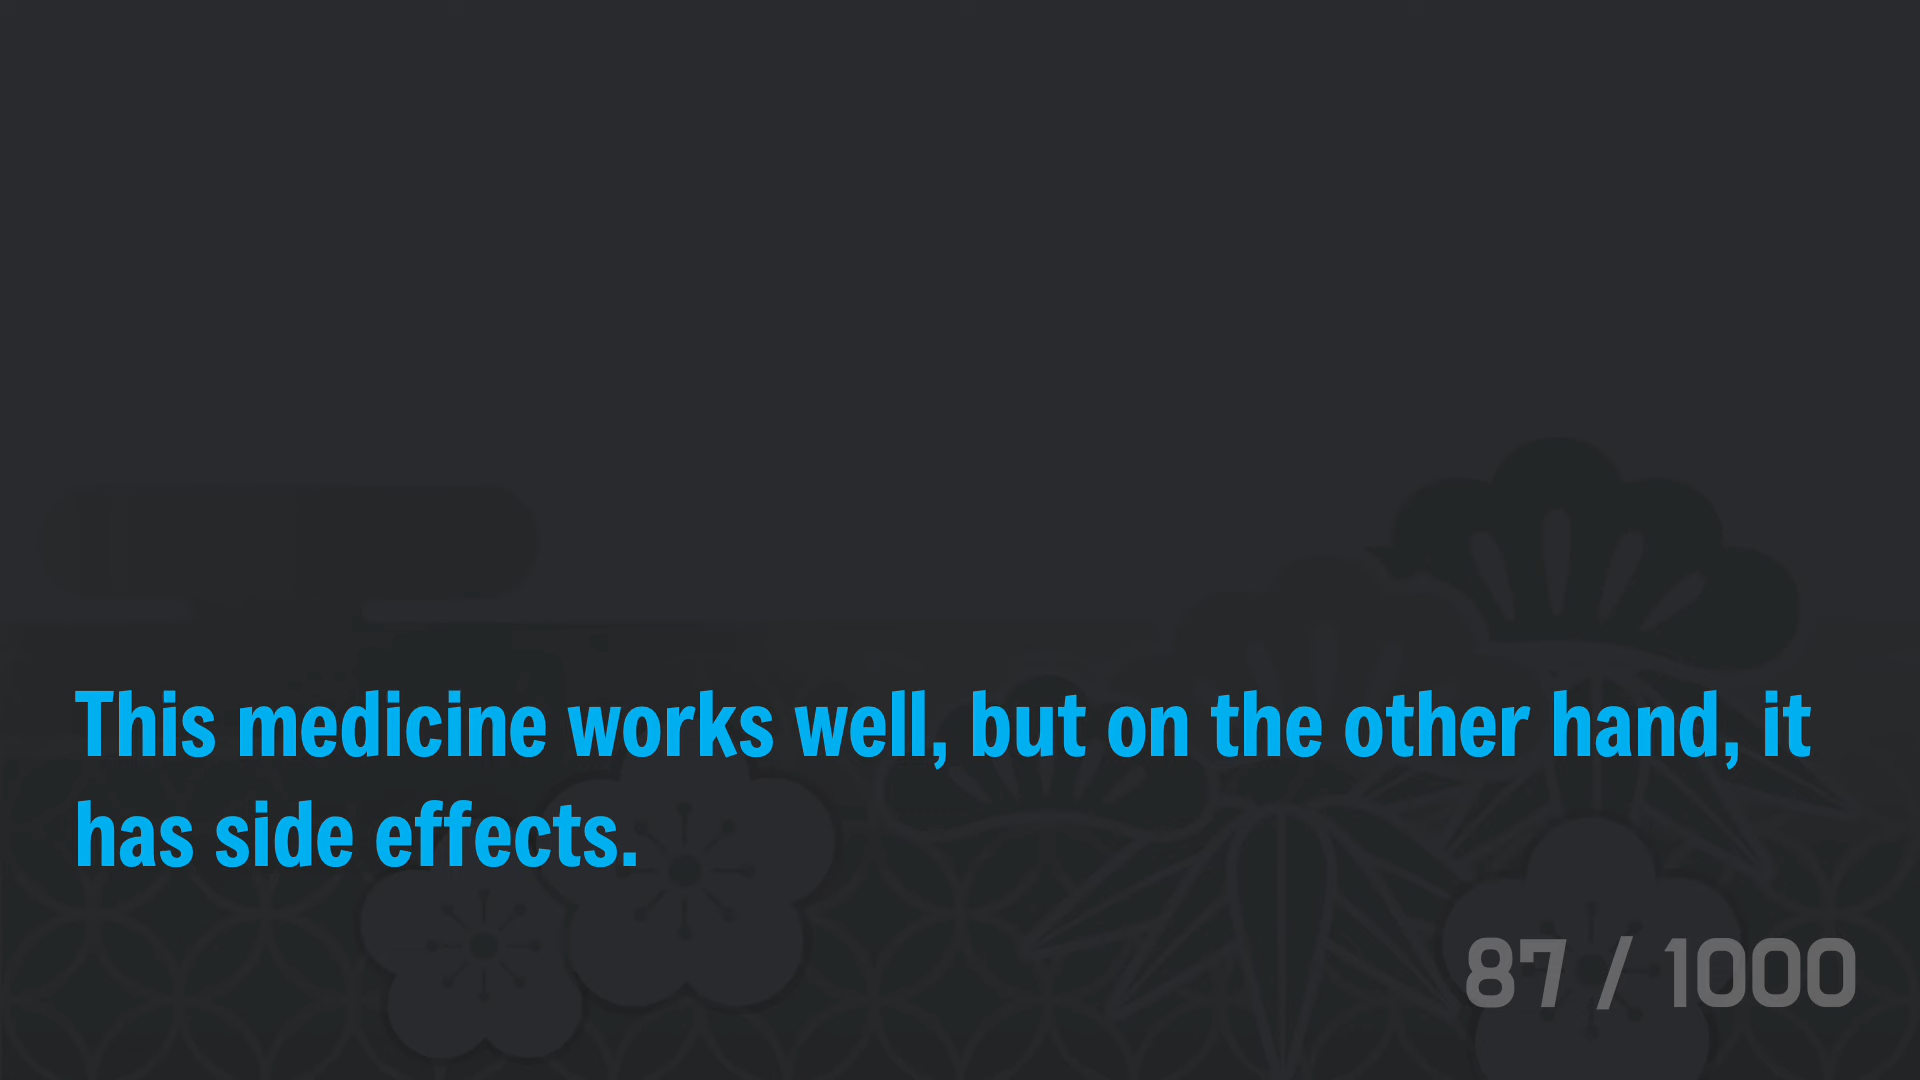 This medicine works well, but on the other hand, it
has side effects.
87 / 1000